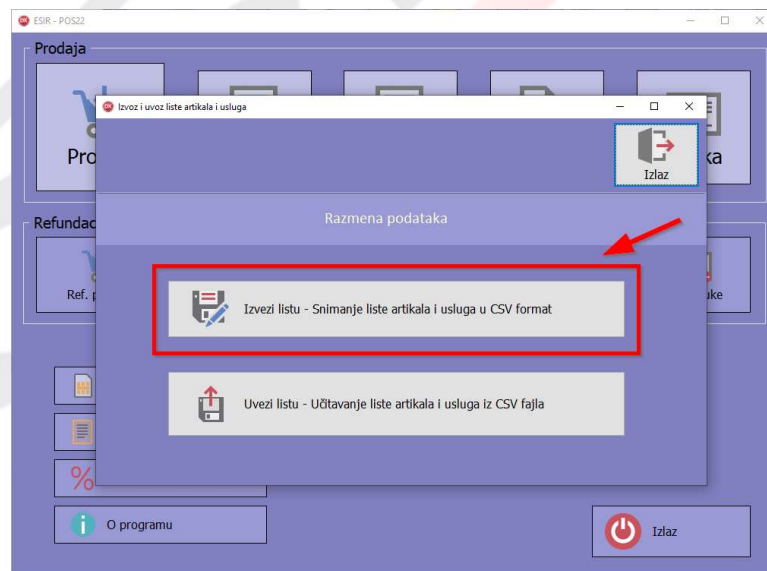 ESIR - POS22
Prodaja
Izvoz i uvoz liste artikala i usluga
Izlaz
Razmena podataka
Izvezi listu - Snimanje liste artikala i usluga u CSV format
Uvezi listu - Učitavanje liste artikala i usluga iz CSV fajla
Pro
ka
Refundac
Ref. p
uke
%
O programu
Izlaz